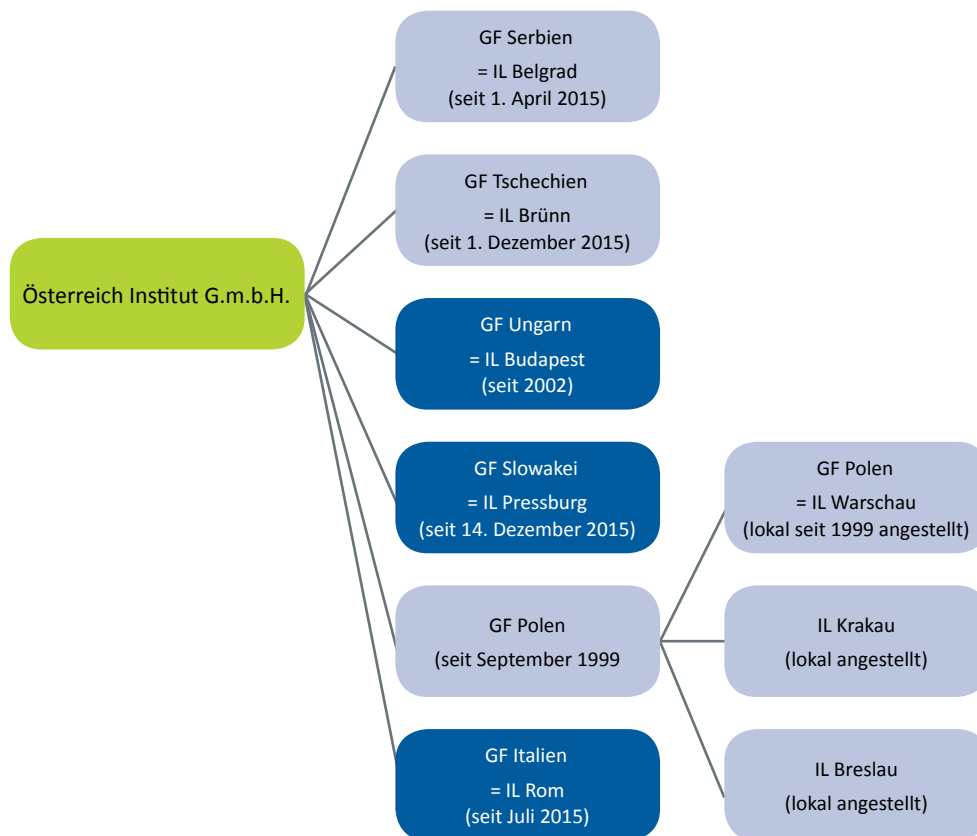 GF Serbien
= IL Belgrad
(seit 1. April 2015)
GF Tschechien
= IL Brünn
(seit 1. Dezember 2015)
Österreich Institut G.m.b.H.
GF Ungarn
= IL Budapest
(seit 2002)
GF Slowakei
= IL Pressburg
(seit 14. Dezember 2015)
GF Polen
= IL Warschau
(lokal seit 1999 angestellt)
GF Polen
(seit September 1999
IL Krakau
(lokal angestellt)
GF Italien
= IL Rom
(seit Juli 2015)
IL Breslau
(lokal angestellt)